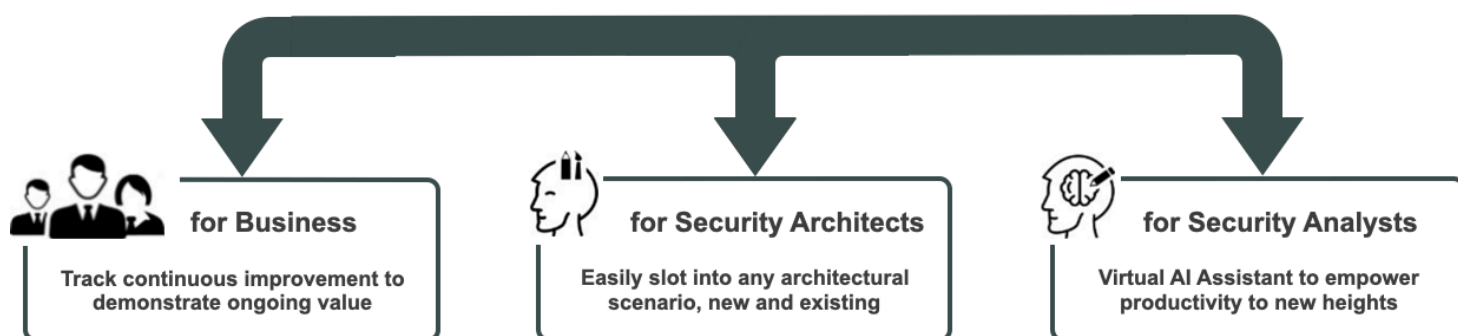 for Business
Track continuous improvement to
demonstrate ongoing value
for Security Architects
Easily slot into any architectural
scenario, new and existing
for Security Analysts
Virtual AI Assistant to empower
productivity to new heights